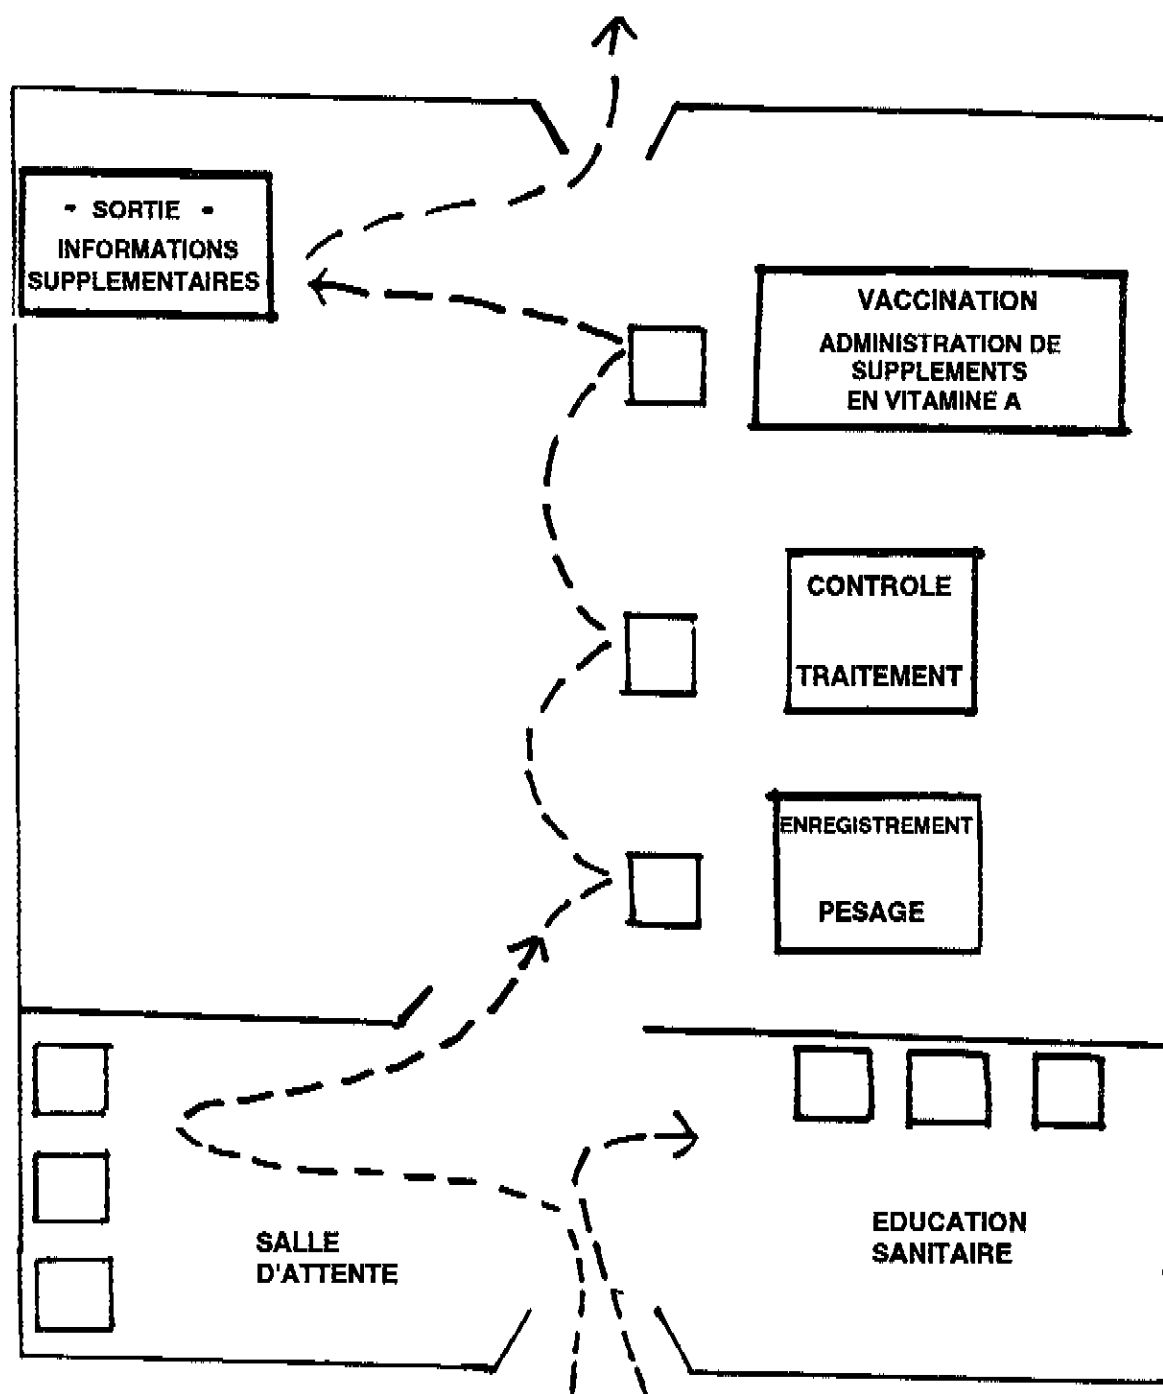 - SORTIE -
INFORMATIONS
SUPPLEMENTAIRES
VACCINATION
ADMINISTRATION DE
SUPPLEMENTS
EN VITAMINE A
CONTROLE
TRAITEMENT
ENREGISTREMENT
PESAGE
SALLE
D'ATTENTE
EDUCATION
SANITAIRE